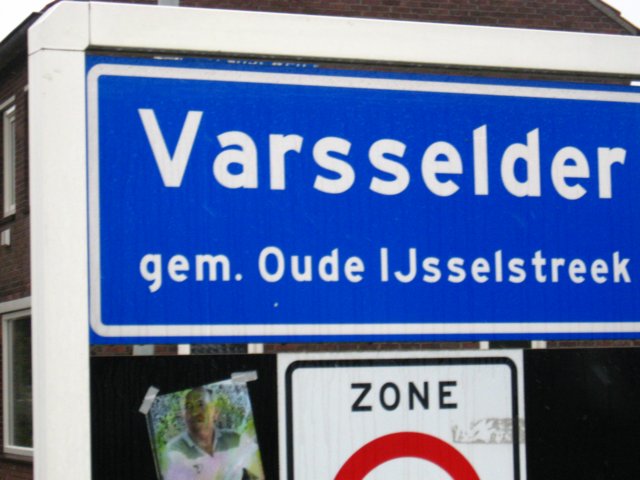 Varsselder
gem. Oude IJsselstreek
ZONE